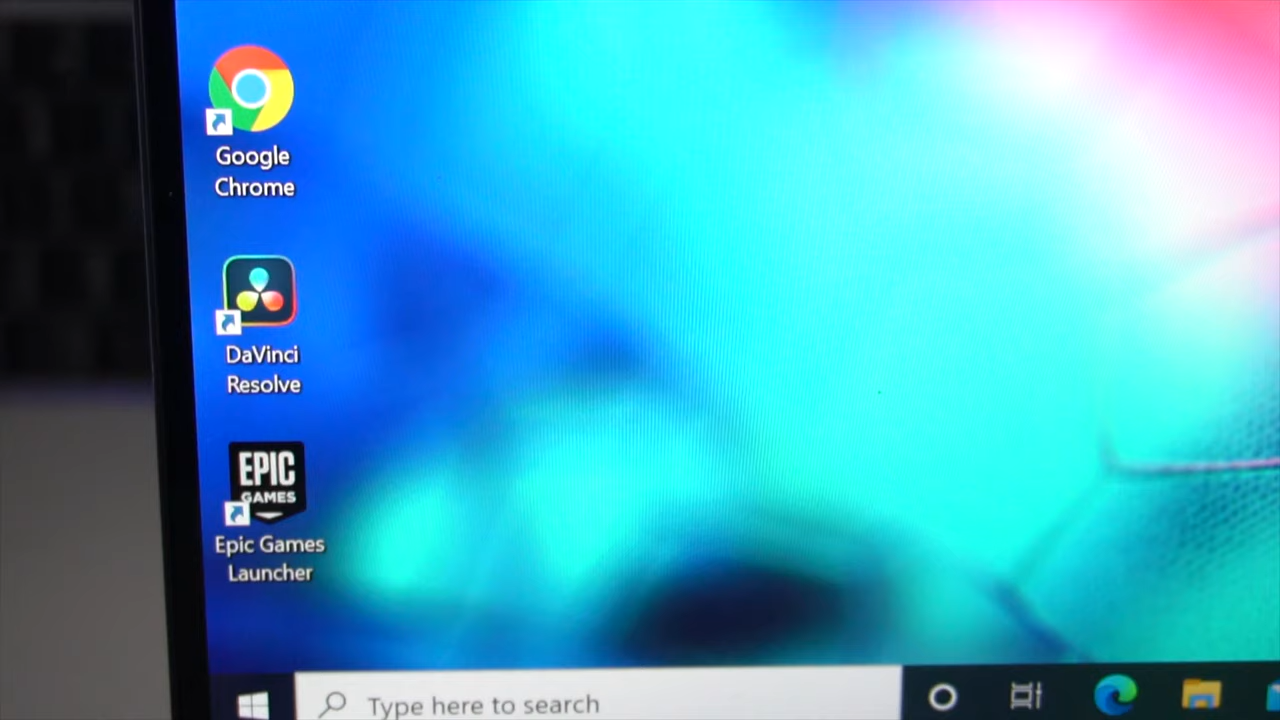 Google
Chrome
DaVinci
Resolve
EPIC
GAMES
Epic Games
Launcher
Type here to search